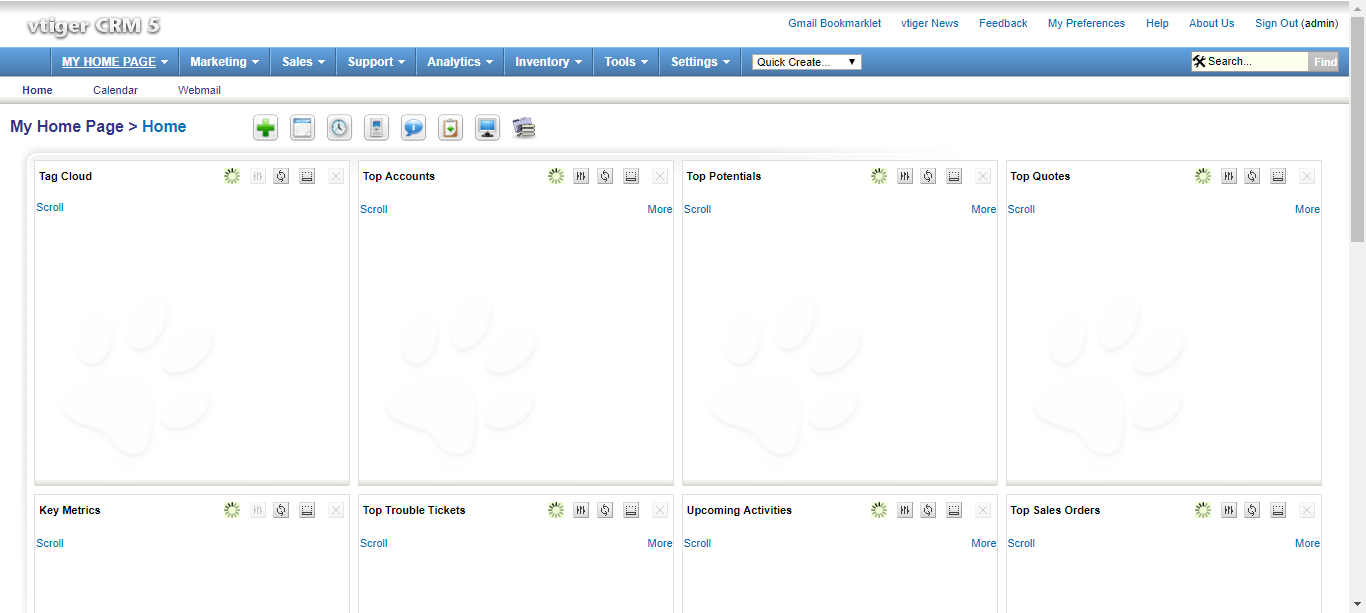 vtiger CRM 5
Gmail Bookmarklet vtiger News Feedback My Preferences Help About Us Sign Out (admin)
MY HOME PAGE Marketing Sales Support Analytics Inventory Tools Settings Quick Create... Search... Find
Home Calendar Webmail
My Home Page > Home
Tag Cloud Top Accounts Top Potentials Top Quotes
Scroll Scroll More Scroll More Scroll More
Key Metrics Top Trouble Tickets Upcoming Activities Top Sales Orders
Scroll Scroll More Scroll More Scroll More